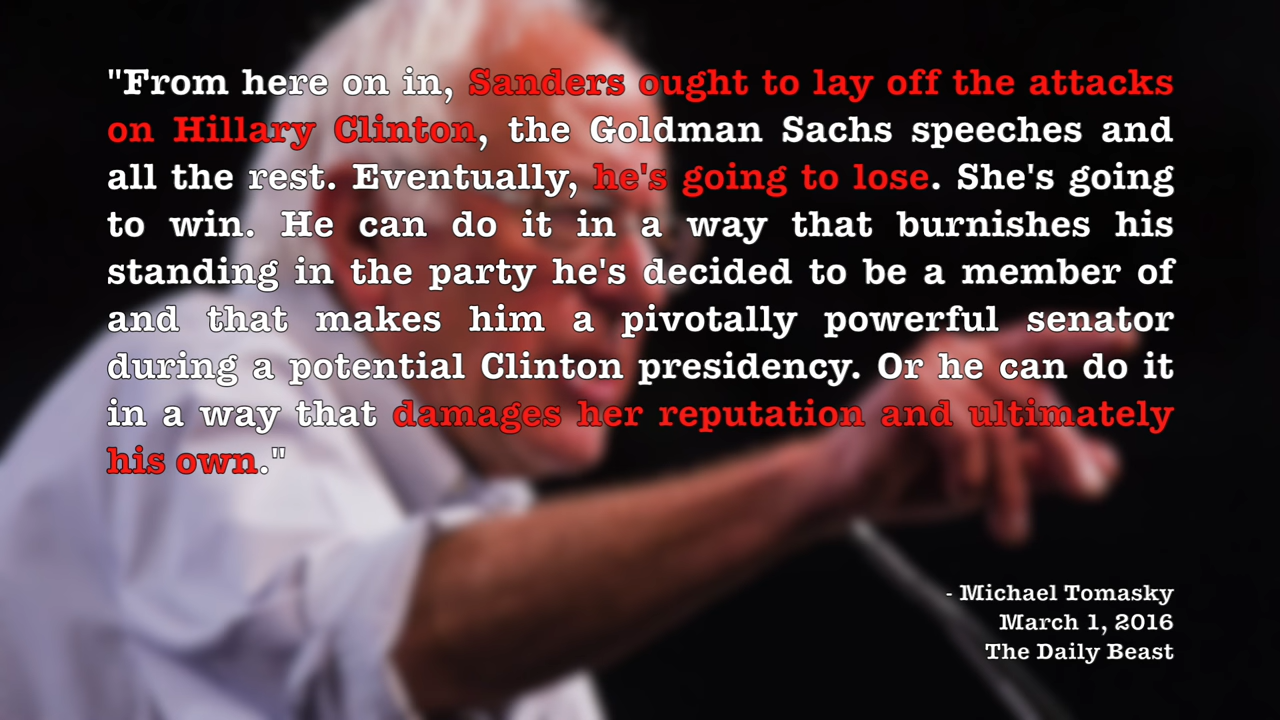 "From here on in, Sanders ought to lay off the attacks
on Hillary Clinton, the Goldman Sachs speeches and
all the rest. Eventually, he's going to lose. She's going
to win. He can do it in a way that burnishes his
standing in the party he's decided to be a member of
and that makes him a pivotally powerful senator
during a potential Clinton presidency. Or he can do it
in a way that damages her reputation and ultimately
his own."
- Michael Tomasky
March 1, 2016
The Daily Beast